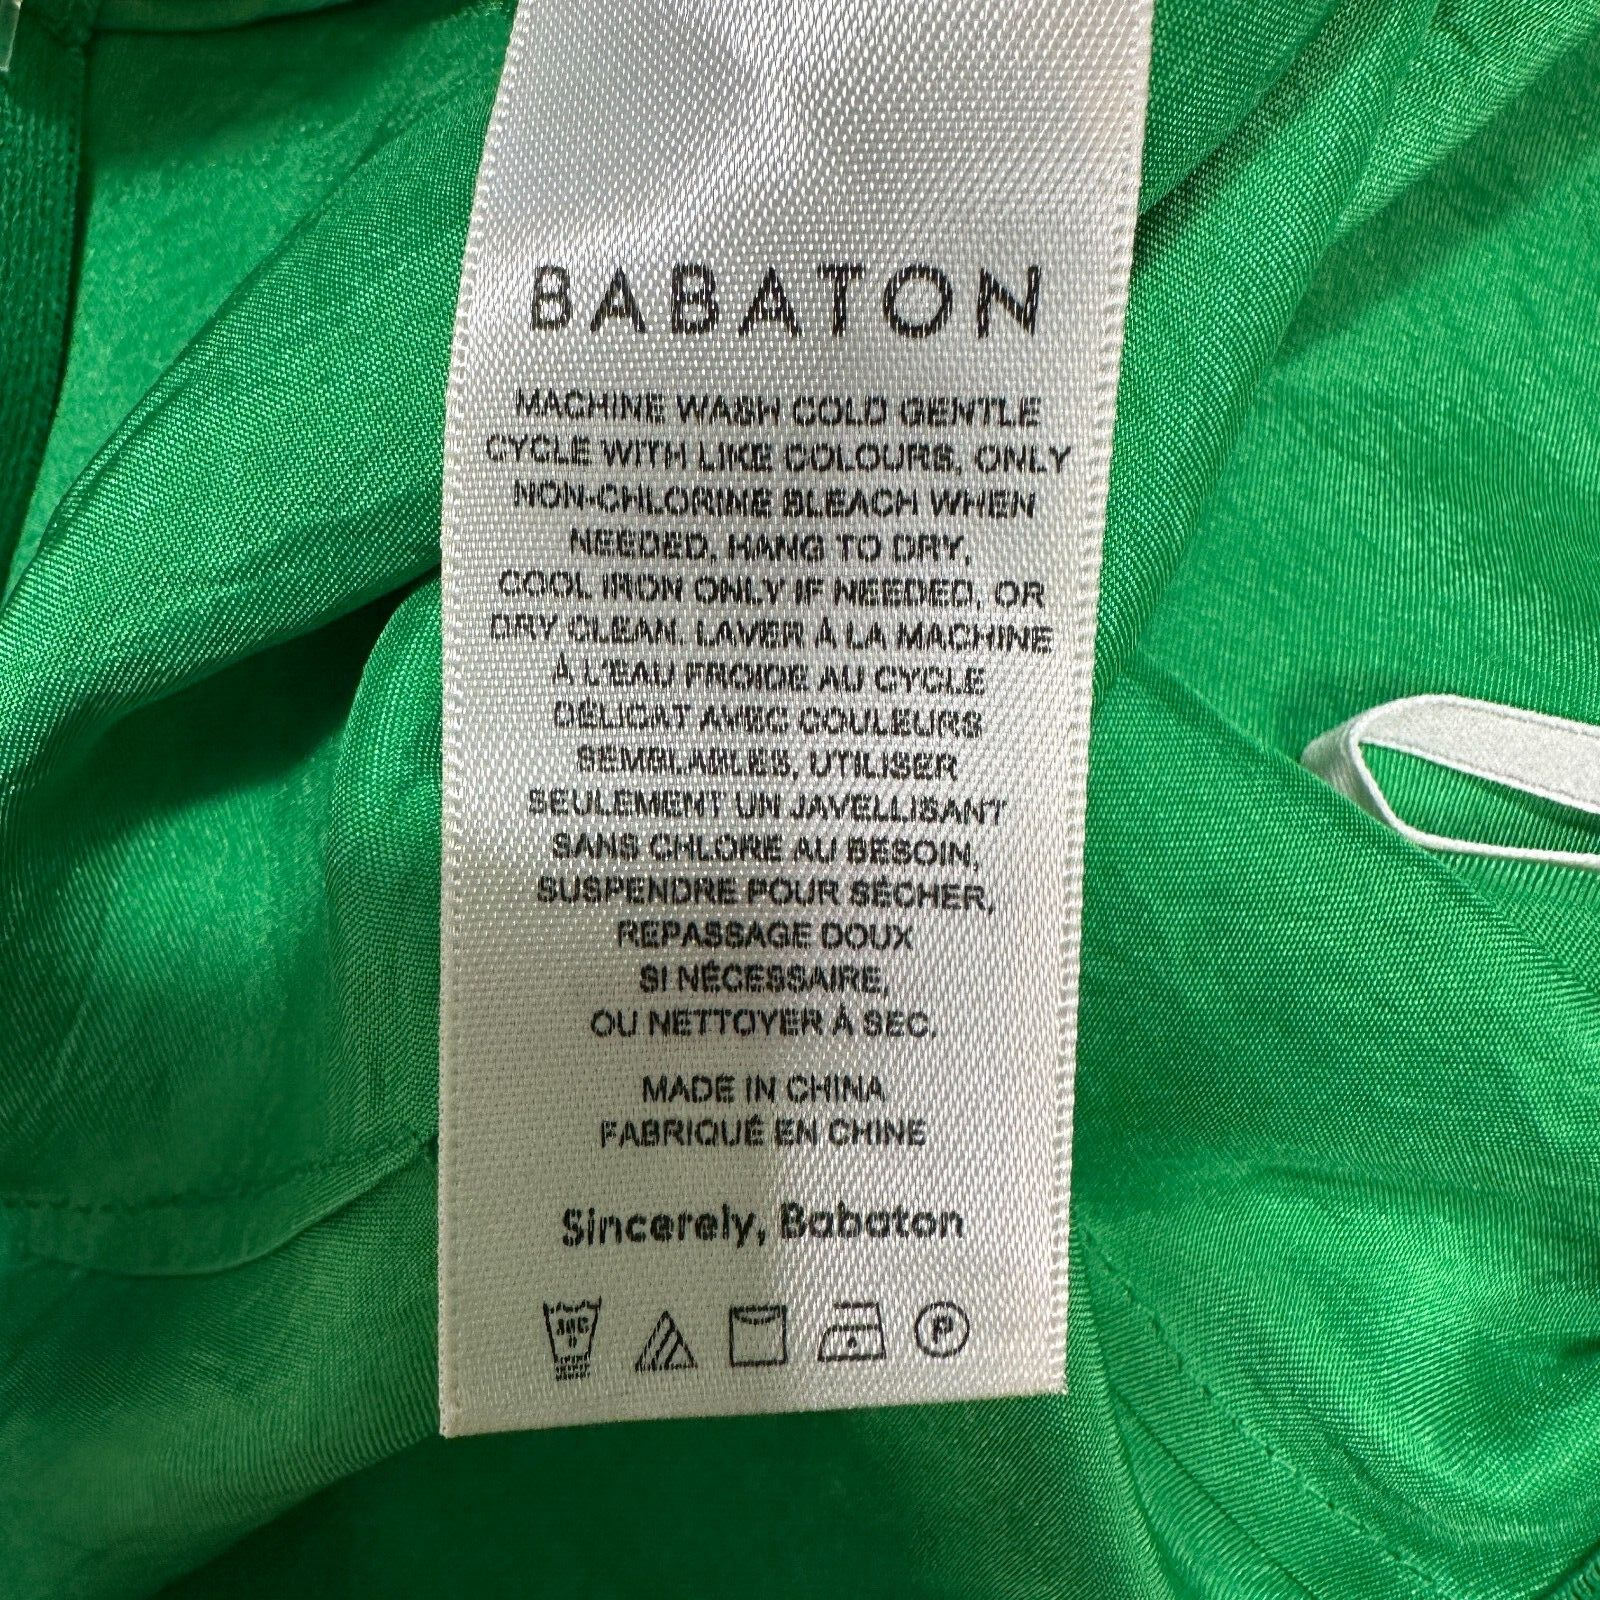 BABATON
MACHINE WASH COLD GENTLE
CYCLE WITH LIKE COLOURS, ONLY
NON-CHLORINE BLEACH WHEN
NEEDED, HANG TO DRY,
COOL IRON ONLY IF NEEDED, OR
DRY CLEAN. LAVER À LA MACHINE
À L'EAU FROIDE AU CYCLE
DÉLICAT AVEC COULEURS
SEMBLABLES, UTILISER
SEULEMENT UN JAVELLISANT
SANS CHLORE AU BESOIN,
SUSPENDRE POUR SÉCHER,
REPASSAGE DOUX
SI NÉCESSAIRE,
OU NETTOYER À SEC.
MADE IN CHINA
FABRIQUÉ EN CHINE
Sincerely, Babaton
30C P